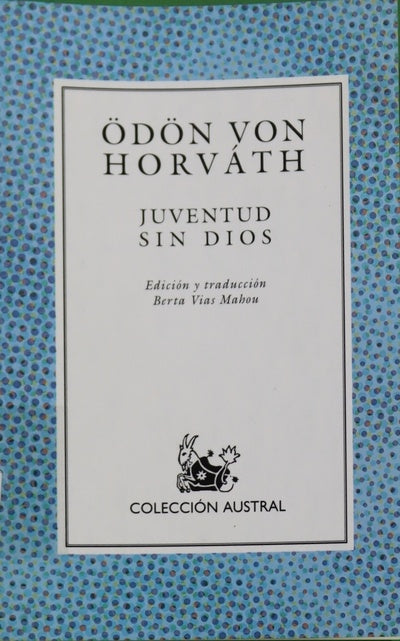 ÖDÖN VON
HORVÁTH
JUVENTUD
SIN DIOS
Edición y traducción
Berta Vias Mahou
COLECCIÓN AUSTRAL